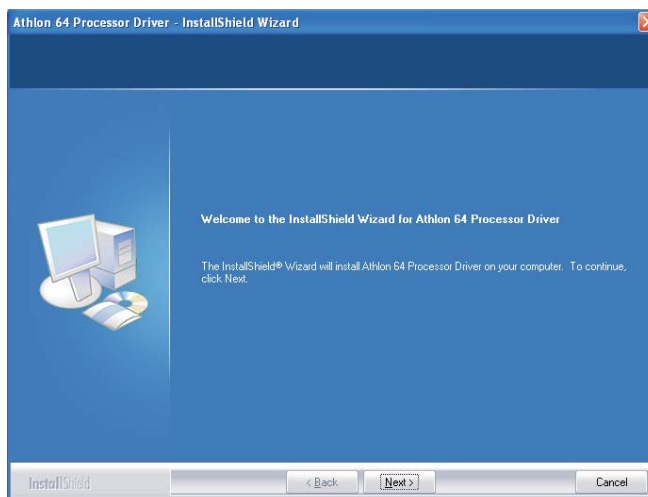 Athlon 64 Processor Driver - InstallShield Wizard
Welcome to the InstallShield Wizard for Athlon 64 Processor Driver
The InstallShield® Wizard will install Athlon 64 Processor Driver on your computer. To continue,
click Next.
InstallShield
< Back
Next >
Cancel